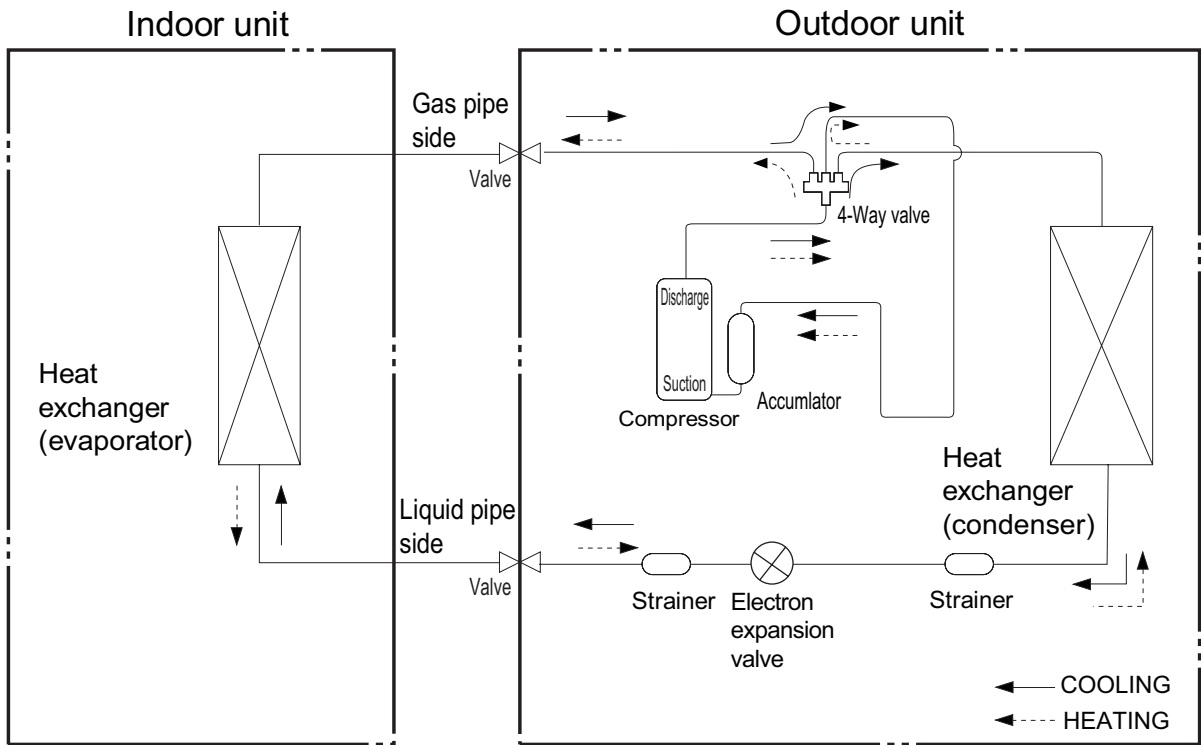 Indoor unit
Outdoor unit
Gas pipe
side
Valve
4-Way valve
Discharge
Suction
Compressor
Accumlator
Heat
exchanger
(evaporator)
Heat
exchanger
(condenser)
Liquid pipe
side
Valve
Strainer
Electron
expansion
valve
Strainer
COOLING
HEATING